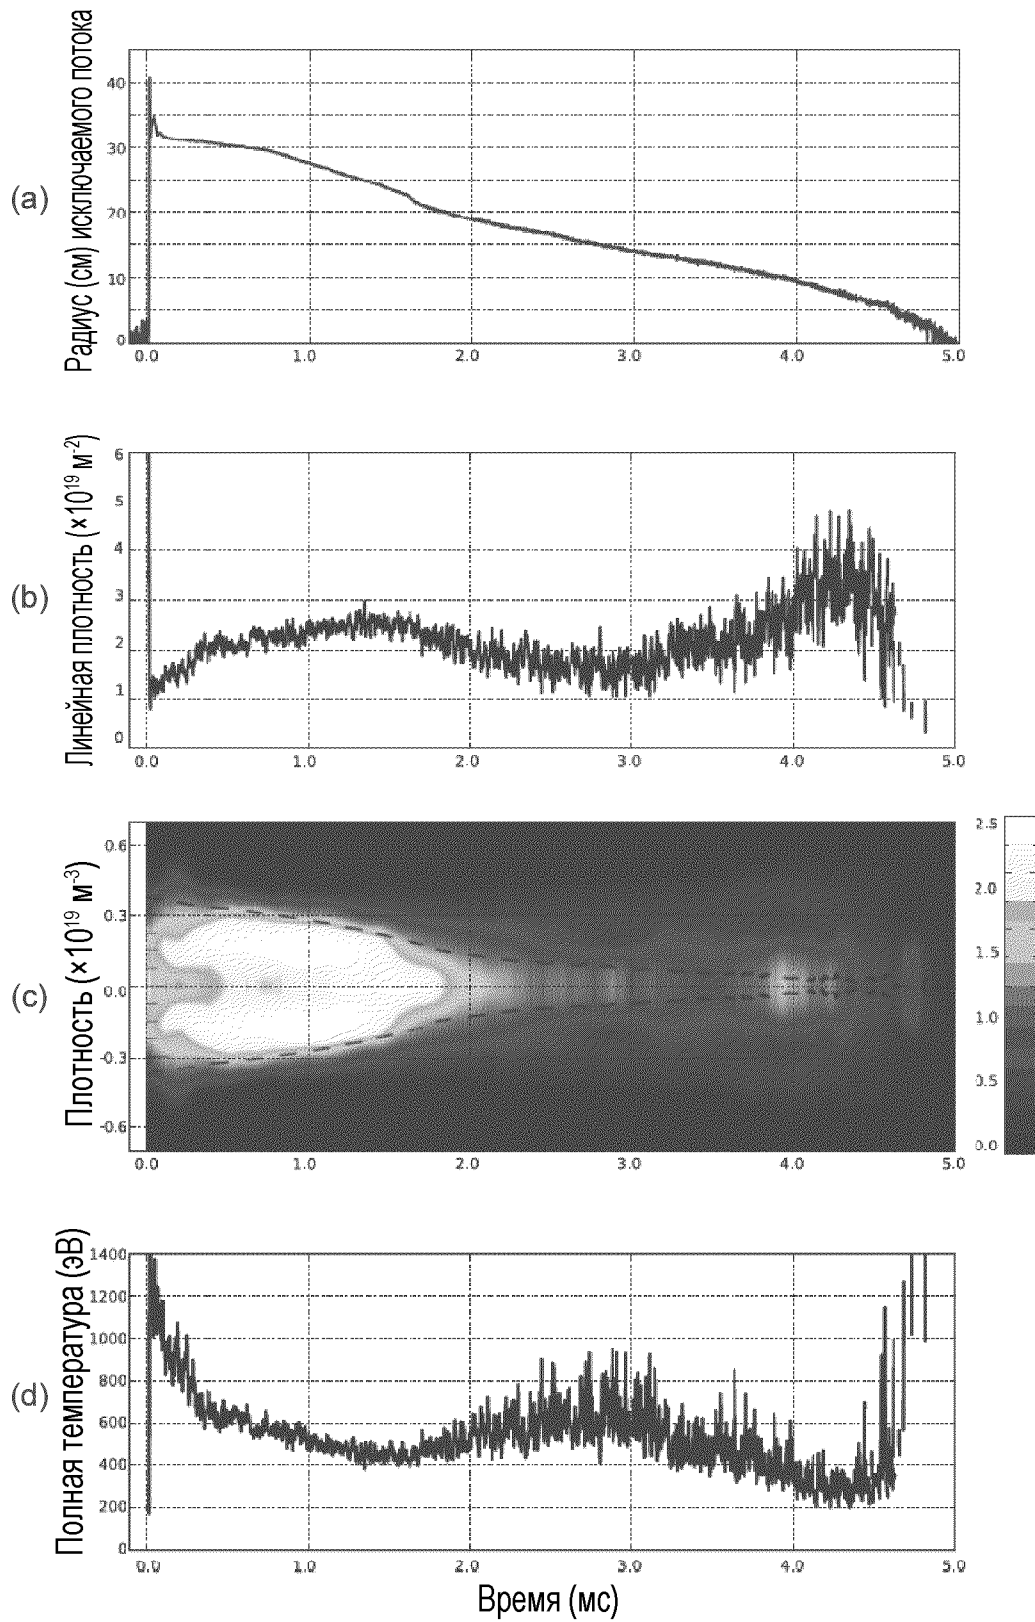 (a)
Радиус (см) исключаемого потока
40
30
20
10
0
0.0 1.0 2.0 3.0 4.0 5.0
(b)
Линейная плотность (×10¹⁹ м⁻²)
6
5
4
3
2
1
0
0.0 1.0 2.0 3.0 4.0 5.0
(c)
Плотность (×10¹⁹ м⁻³)
0.6
0.3
0.0
-0.3
-0.6
0.0 1.0 2.0 3.0 4.0 5.0
2.5
2.0
1.5
1.0
0.5
0.0
(d)
Полная температура (эВ)
1400
1200
1000
800
600
400
200
0
0.0 1.0 2.0 3.0 4.0 5.0
Время (мс)